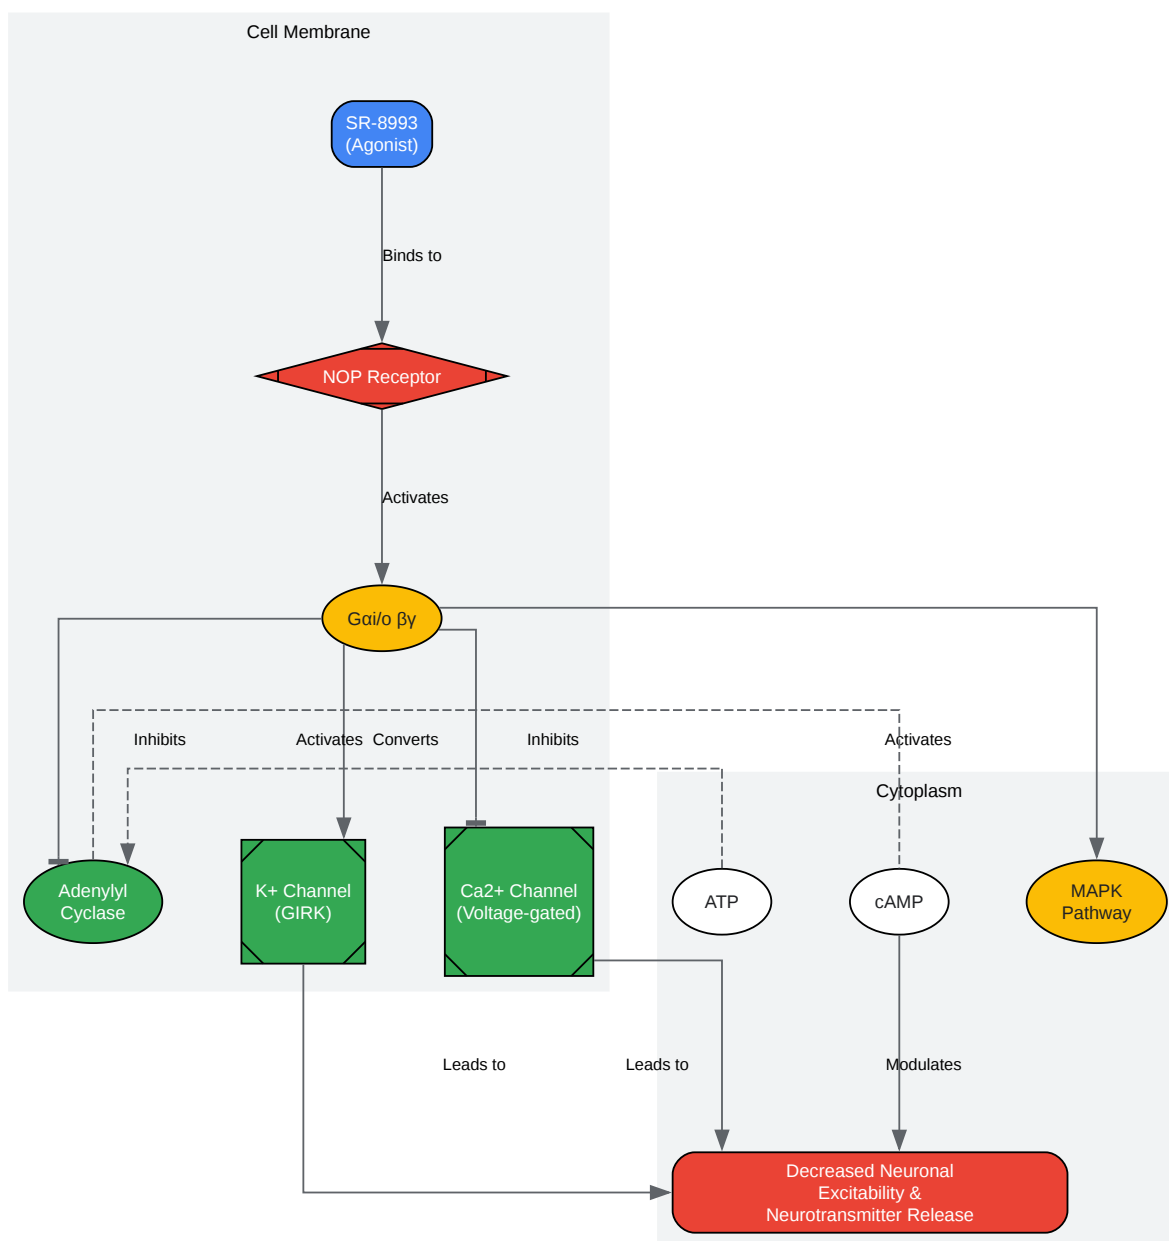 Cell Membrane
SR-8993
(Agonist)
Binds to
NOP Receptor
Activates
Gαi/o βγ
Inhibits
Activates
Converts
Inhibits
Activates
Cytoplasm
Adenylyl
Cyclase
K+ Channel
(GIRK)
Ca2+ Channel
(Voltage-gated)
ATP
cAMP
MAPK
Pathway
Leads to
Leads to
Modulates
Decreased Neuronal
Excitability &
Neurotransmitter Release